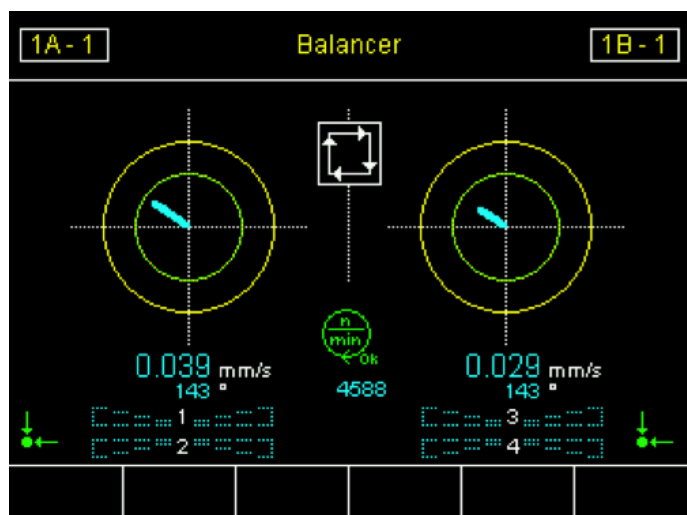 1A - 1 Balancer 1B - 1
n
min
Ok
0.039 mm/s 0.029 mm/s
143 ° 4588 143 °
1 3
2 4